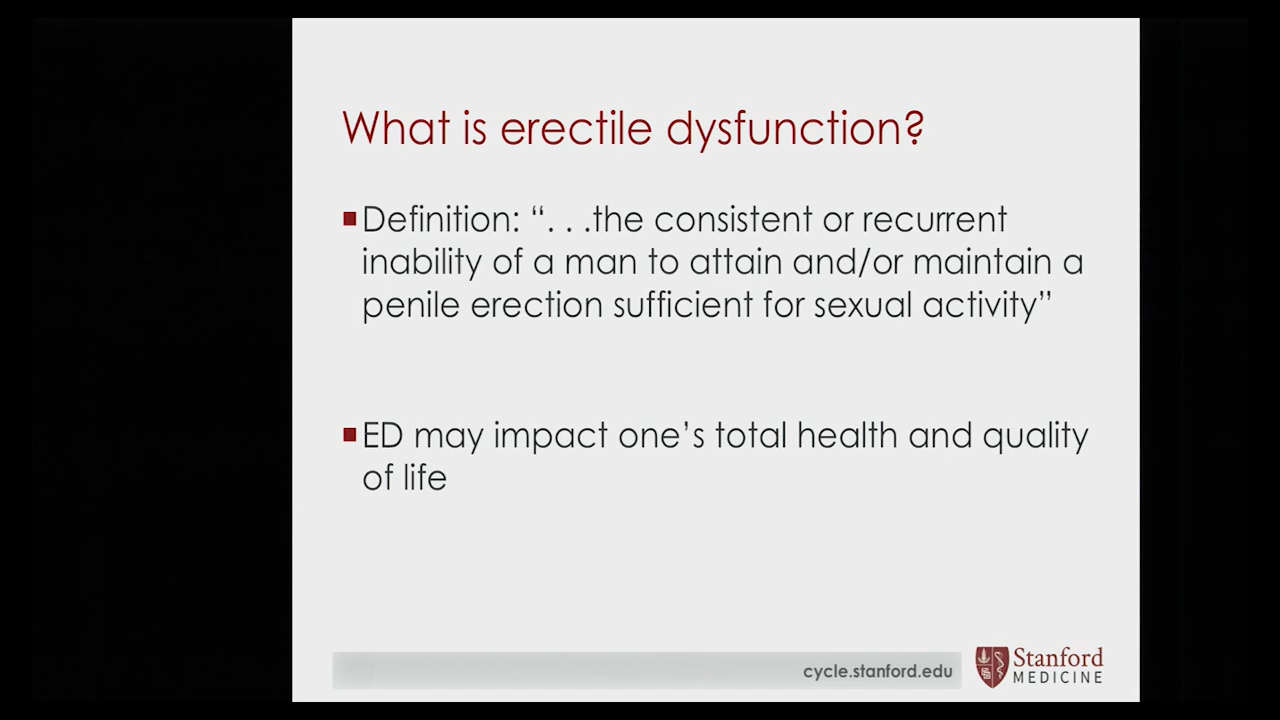 What is erectile dysfunction?
Definition: “. . .the consistent or recurrent
inability of a man to attain and/or maintain a
penile erection sufficient for sexual activity”
ED may impact one’s total health and quality
of life
cycle.stanford.edu
Stanford
MEDICINE